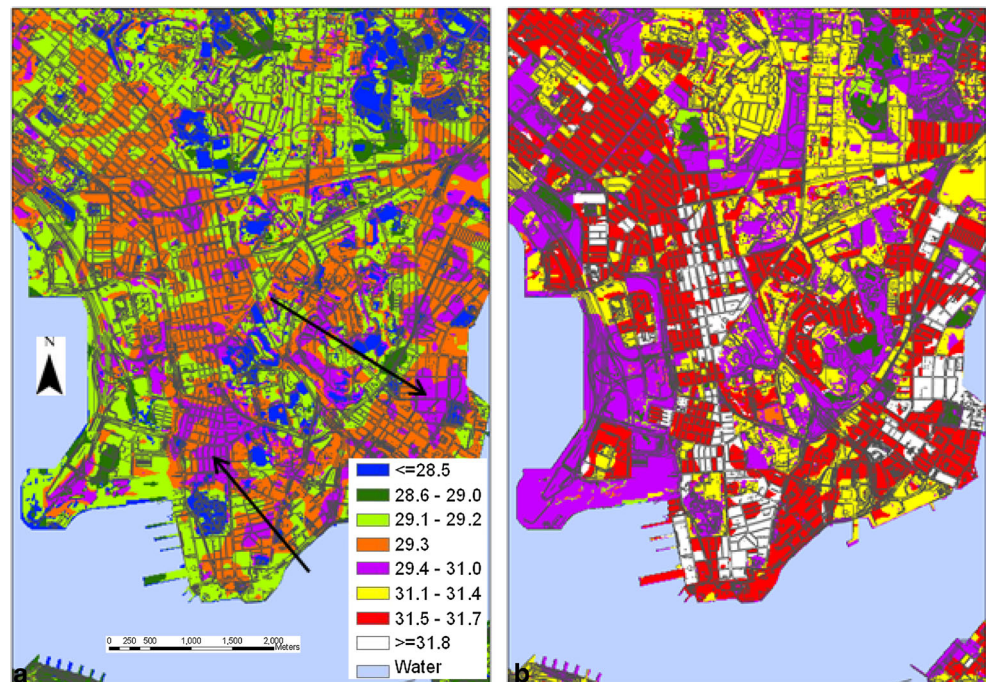 N
<=28.5
28.6 - 29.0
29.1 - 29.2
29.3
29.4 - 31.0
31.1 - 31.4
31.5 - 31.7
>=31.8
Water
0 250 500 1,000 1,500 2,000
Meters
a
b